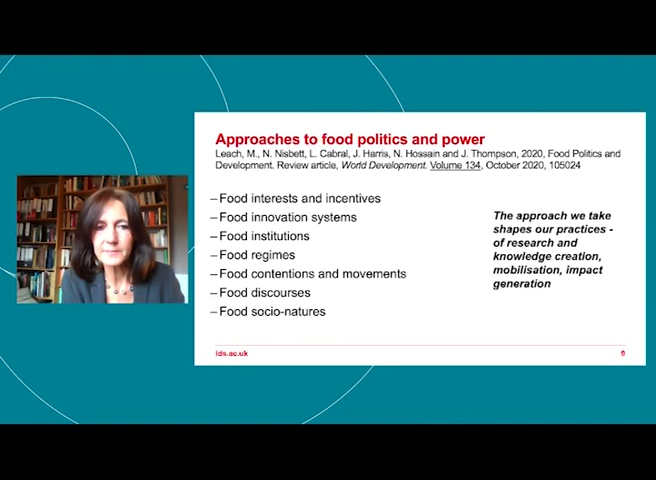 Approaches to food politics and power
Leach, M., N. Nisbett, L. Cabral, J. Harris, N. Hossain and J. Thompson, 2020, Food Politics and
Development. Review article, World Development. Volume 134, October 2020, 105024
– Food interests and incentives
– Food innovation systems
– Food institutions
– Food regimes
– Food contentions and movements
– Food discourses
– Food socio-natures
The approach we take
shapes our practices -
of research and
knowledge creation,
mobilisation, impact
generation
ids.ac.uk
9